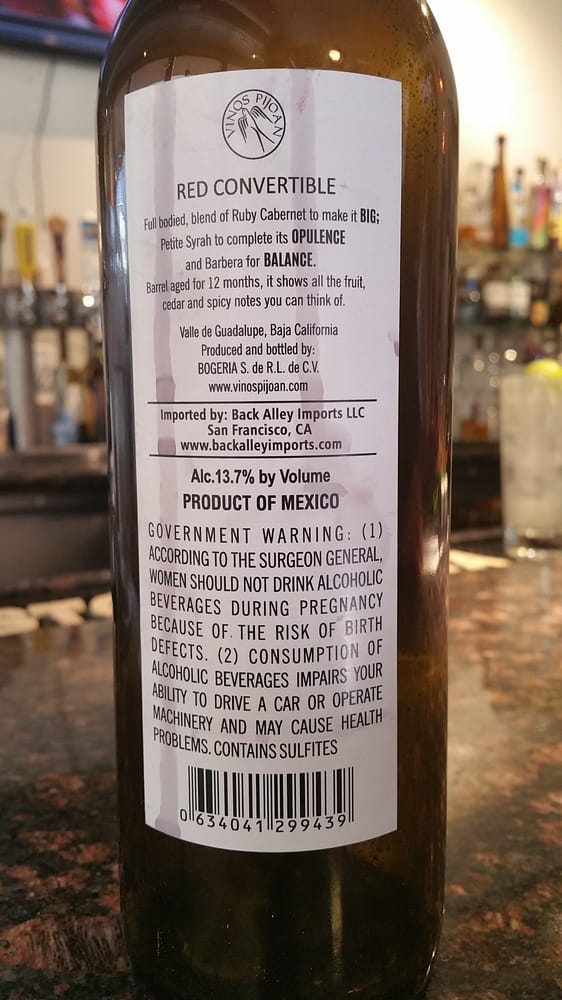 VINOS PIJOAN
RED CONVERTIBLE
Full bodied, blend of Ruby Cabernet to make it BIG;
Petite Syrah to complete its OPULENCE
and Barbera for BALANCE.
Barrel aged for 12 months, it shows all the fruit,
cedar and spicy notes you can think of.
Valle de Guadalupe, Baja California
Produced and bottled by:
BOGERIA S. de R.L. de C.V.
www.vinospijoan.com
Imported by: Back Alley Imports LLC
San Francisco, CA
www.backalleyimports.com
Alc.13.7% by Volume
PRODUCT OF MEXICO
GOVERNMENT WARNING: (1)
ACCORDING TO THE SURGEON GENERAL,
WOMEN SHOULD NOT DRINK ALCOHOLIC
BEVERAGES DURING PREGNANCY
BECAUSE OF THE RISK OF BIRTH
DEFECTS. (2) CONSUMPTION OF
ALCOHOLIC BEVERAGES IMPAIRS YOUR
ABILITY TO DRIVE A CAR OR OPERATE
MACHINERY AND MAY CAUSE HEALTH
PROBLEMS. CONTAINS SULFITES
0 634041 299439